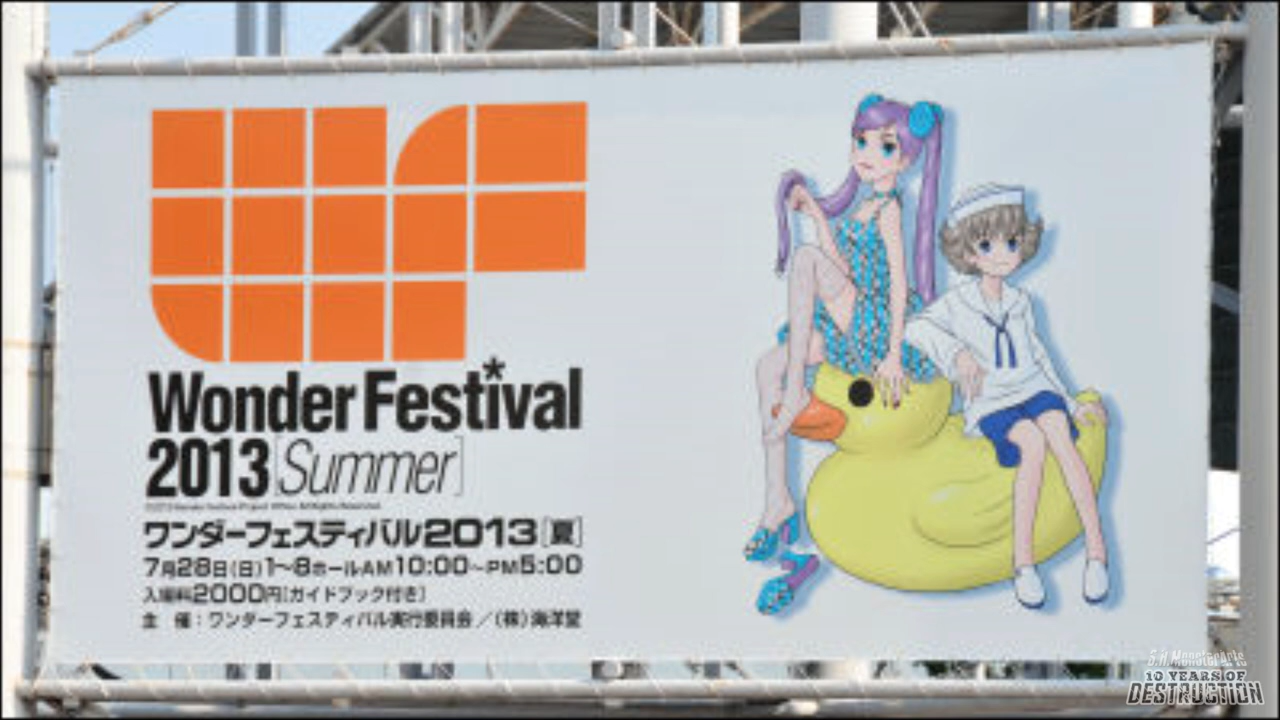 Wonder Festival
2013[Summer]
ワンダーフェスティバル2013[夏]
7月28日(日)1~8ホールAM10:00~PM5:00
入場料2000円[ガイドブック付き]
主 催:ワンダーフェスティバル実行委員会/(株)海洋堂
S.H.MonsterArts
10 YEARS OF
DESTRUCTION